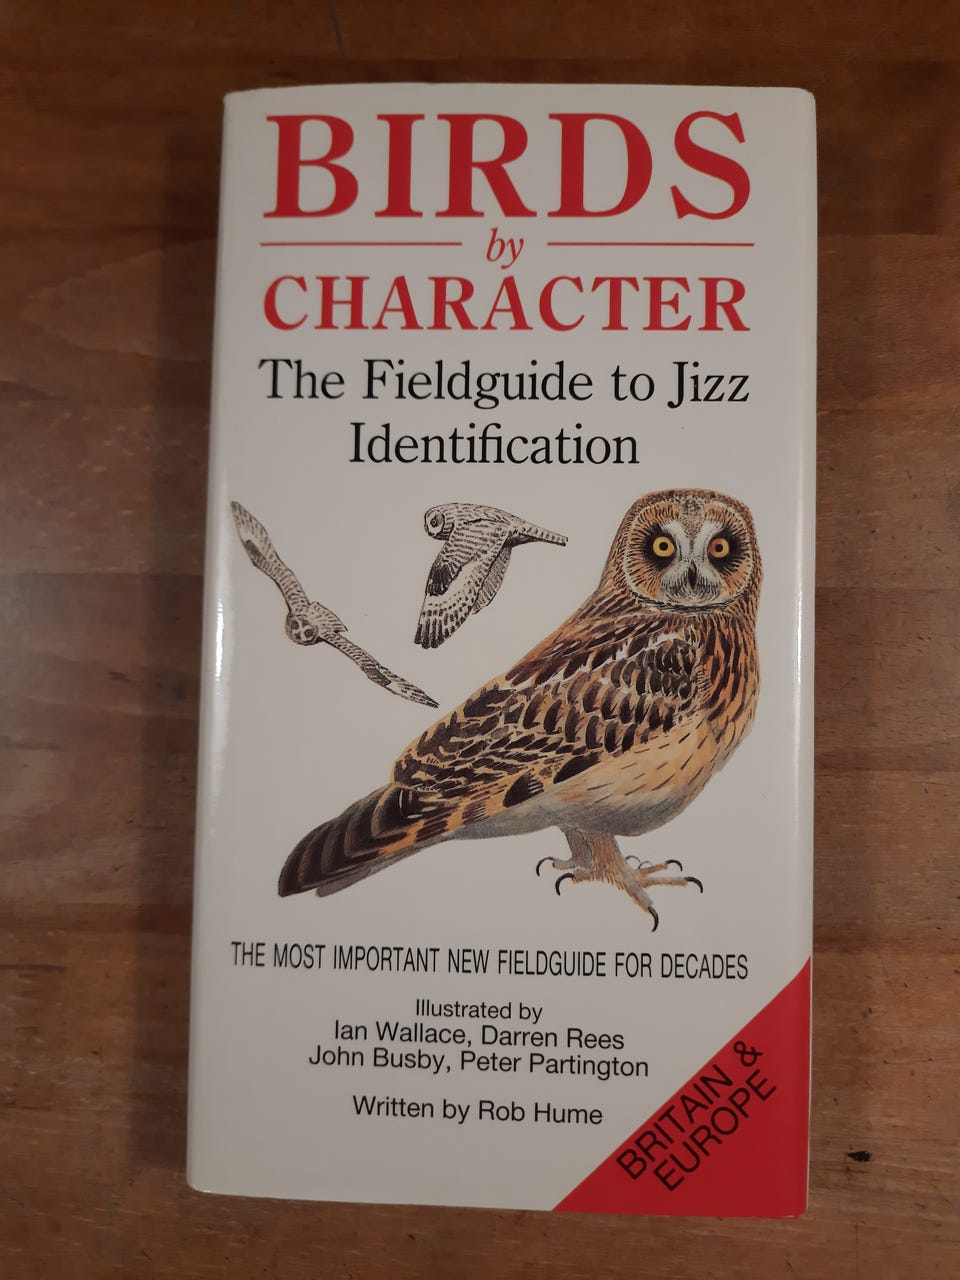 BIRDS
by
CHARACTER
The Fieldguide to Jizz
Identification
THE MOST IMPORTANT NEW FIELDGUIDE FOR DECADES
Illustrated by
Ian Wallace, Darren Rees
John Busby, Peter Partington
Written by Rob Hume
BRITAIN &
EUROPE